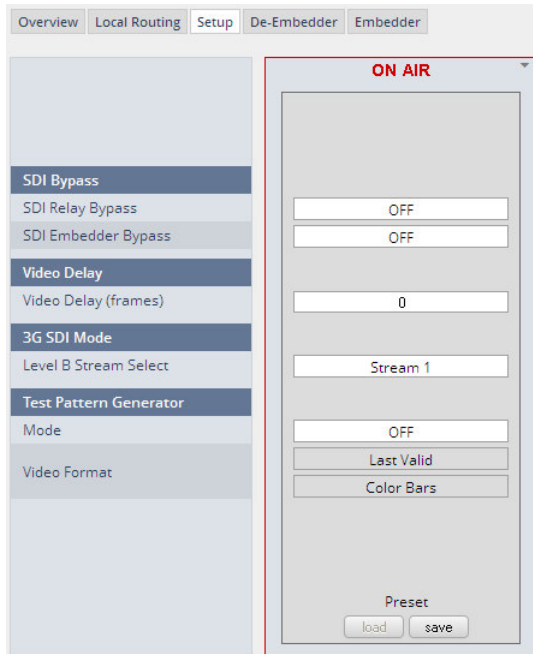 Overview Local Routing Setup De-Embedder Embedder
ON AIR
SDI Bypass
SDI Relay Bypass OFF
SDI Embedder Bypass OFF
Video Delay
Video Delay (frames) 0
3G SDI Mode
Level B Stream Select Stream 1
Test Pattern Generator
Mode OFF
Last Valid
Video Format
Color Bars
Preset
load save